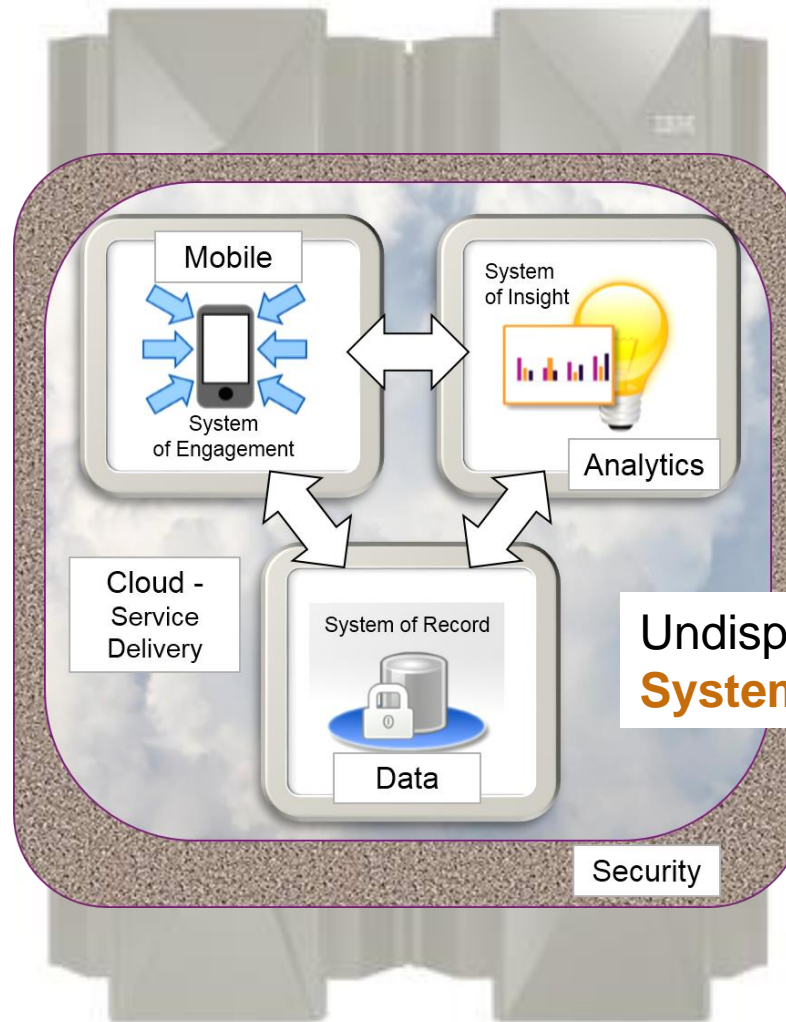 IBM
Mobile
System
of Engagement
System
of Insight
Analytics
Cloud -
Service
Delivery
System of Record
Data
Security